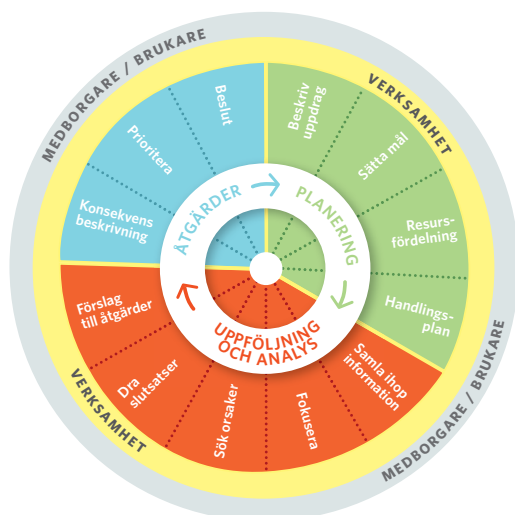 MEDBORGARE / BRUKARE
VERKSAMHET
Beskriv
uppdrag
Sätta mål
Resurs-
fördelning
Handlings-
plan
Samla ihop
information
Fokusera
Sök orsaker
Dra
slutsatser
Förslag
till åtgärder
Konsekvens
beskrivning
Prioritera
Beslut
ÅTGÄRDER
PLANERING
UPPFÖLJNING
OCH ANALYS
VERKSAMHET
MEDBORGARE / BRUKARE